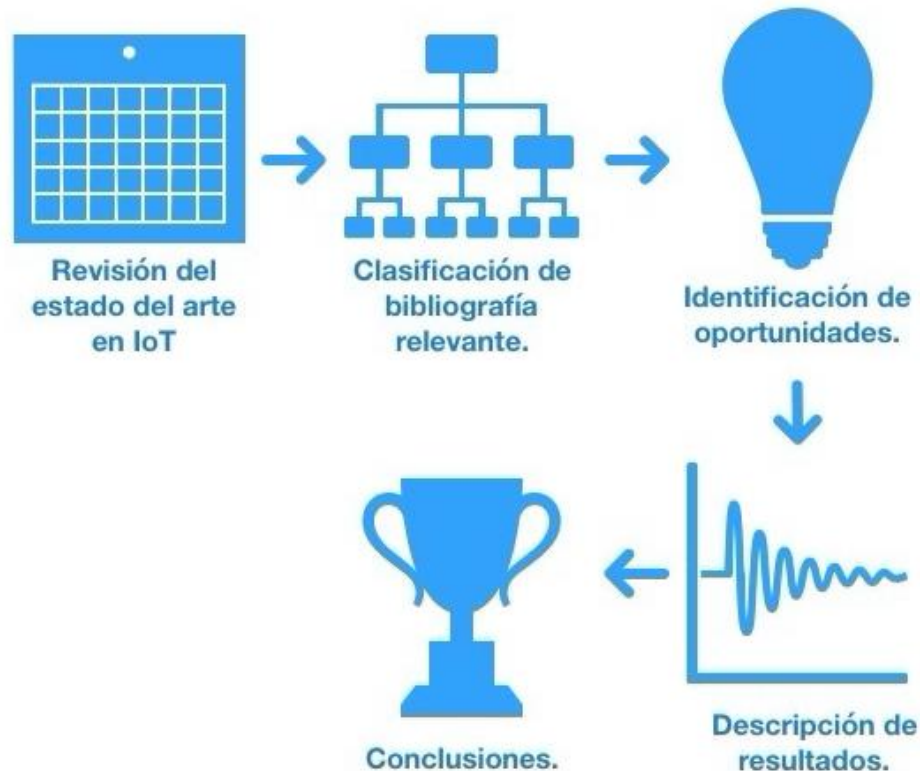 Revisión del
estado del arte
en IoT
Clasificación de
bibliografía
relevante.
Identificación de
oportunidades.
Descripción de
resultados.
Conclusiones.